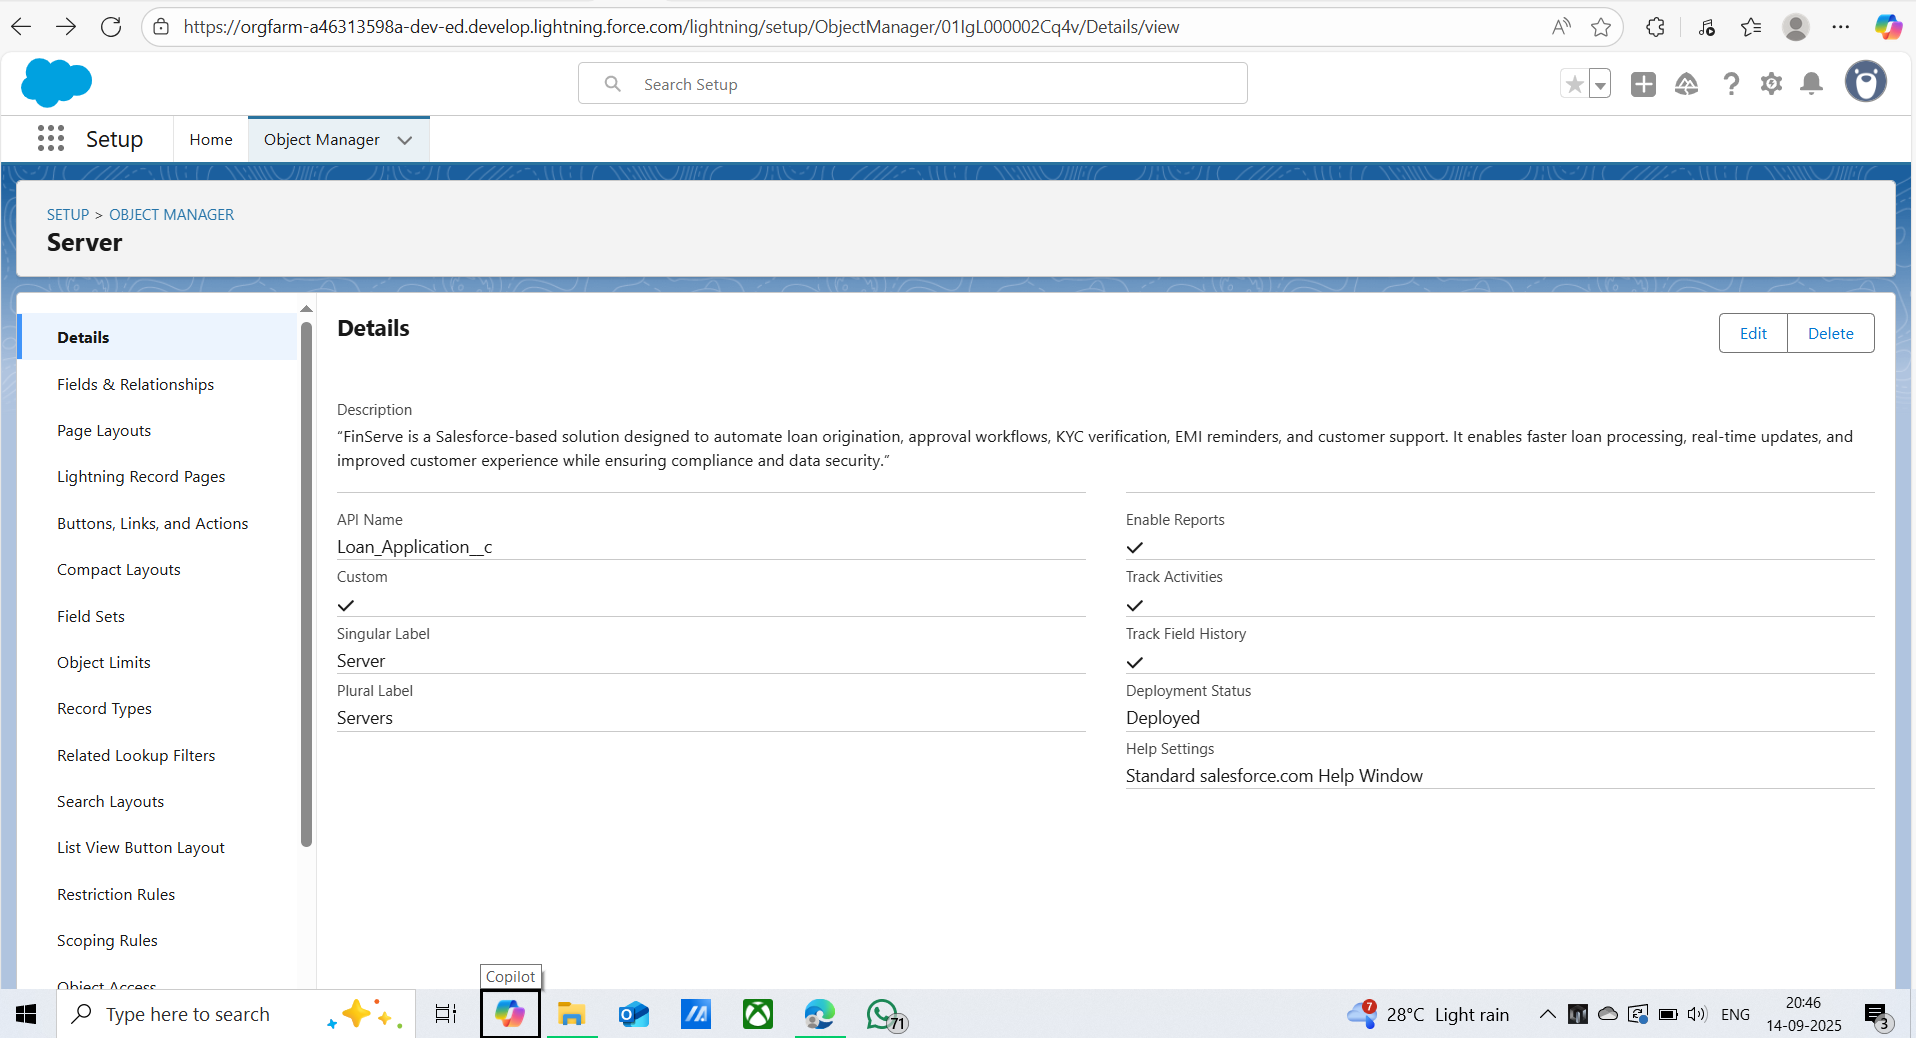 https://orgfarm-a46313598a-dev-ed.develop.lightning.force.com/lightning/setup/ObjectManager/01IgL000002Cq4v/Details/view
Search Setup
Setup
Home
Object Manager
SETUP > OBJECT MANAGER
Server
Details
Fields & Relationships
Page Layouts
Lightning Record Pages
Buttons, Links, and Actions
Compact Layouts
Field Sets
Object Limits
Record Types
Related Lookup Filters
Search Layouts
List View Button Layout
Restriction Rules
Scoping Rules
Object Access
Details
Edit
Delete
Description
“FinServe is a Salesforce-based solution designed to automate loan origination, approval workflows, KYC verification, EMI reminders, and customer support. It enables faster loan processing, real-time updates, and
improved customer experience while ensuring compliance and data security.”
API Name
Loan_Application__c
Custom
Singular Label
Server
Plural Label
Servers
Enable Reports
Track Activities
Track Field History
Deployment Status
Deployed
Help Settings
Standard salesforce.com Help Window
Copilot
Type here to search
71
7
28°C Light rain
ENG
20:46
14-09-2025
3